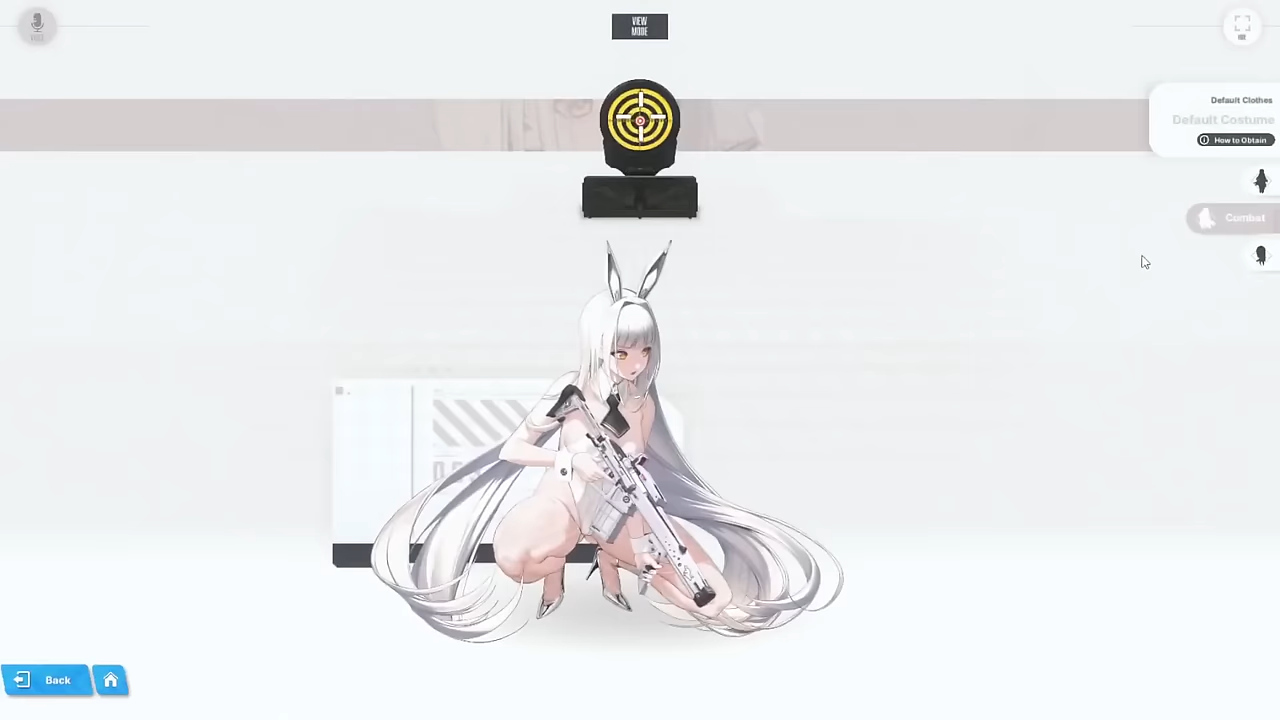 VIEW
MODE
Default Clothes
Default Costume
How to Obtain
Combat
Back